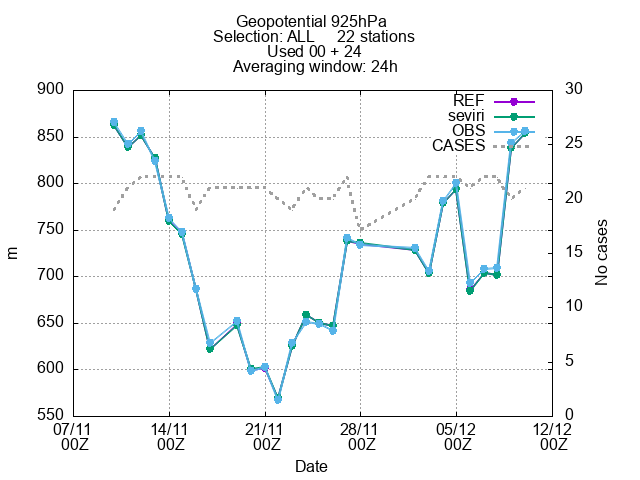 Geopotential 925hPa
Selection: ALL 22 stations
Used 00 + 24
Averaging window: 24h
900
850
800
750
700
650
600
550
m
30
25
20
15
10
5
0
No cases
REF
seviri
OBS
CASES
07/11 14/11 21/11 28/11 05/12 12/12
00Z 00Z 00Z 00Z 00Z 00Z
Date